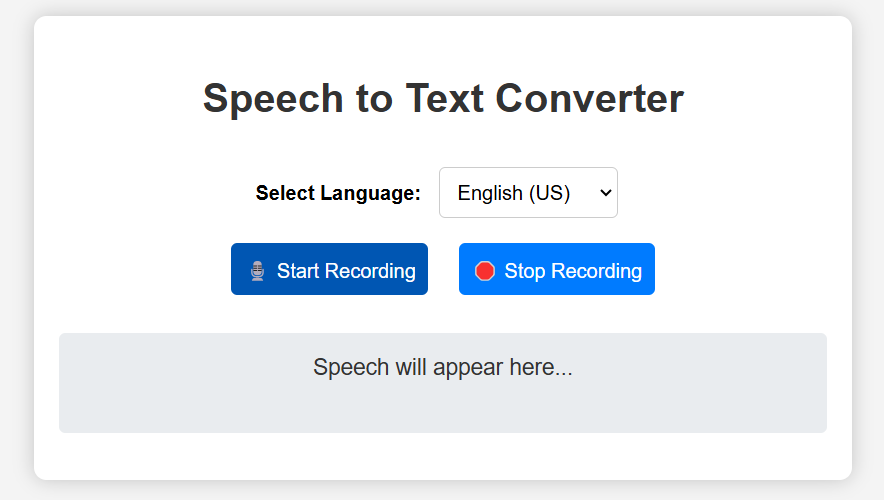 Speech to Text Converter
Select Language: English (US)
Start Recording Stop Recording
Speech will appear here...